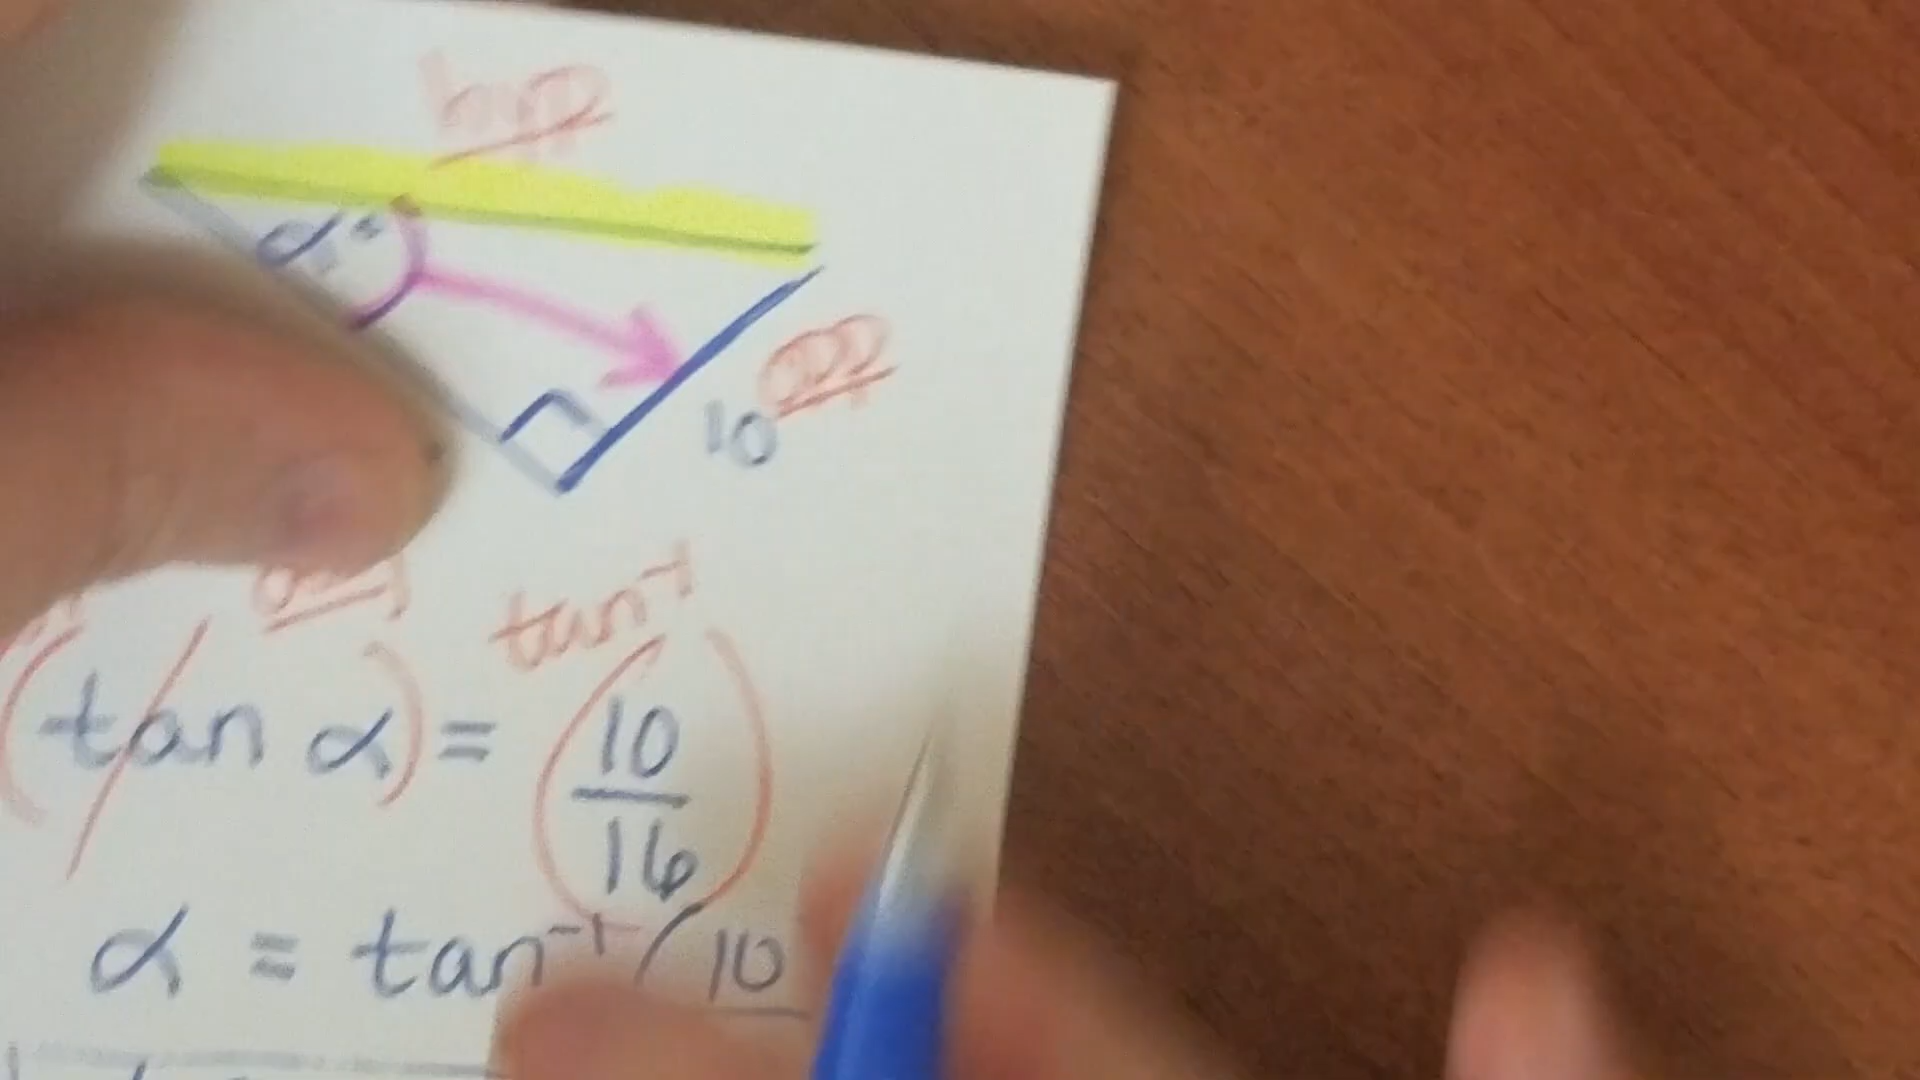 hyp
α°
opp
10
tan⁻¹
(tan α) = (10/16)
α = tan⁻¹(10